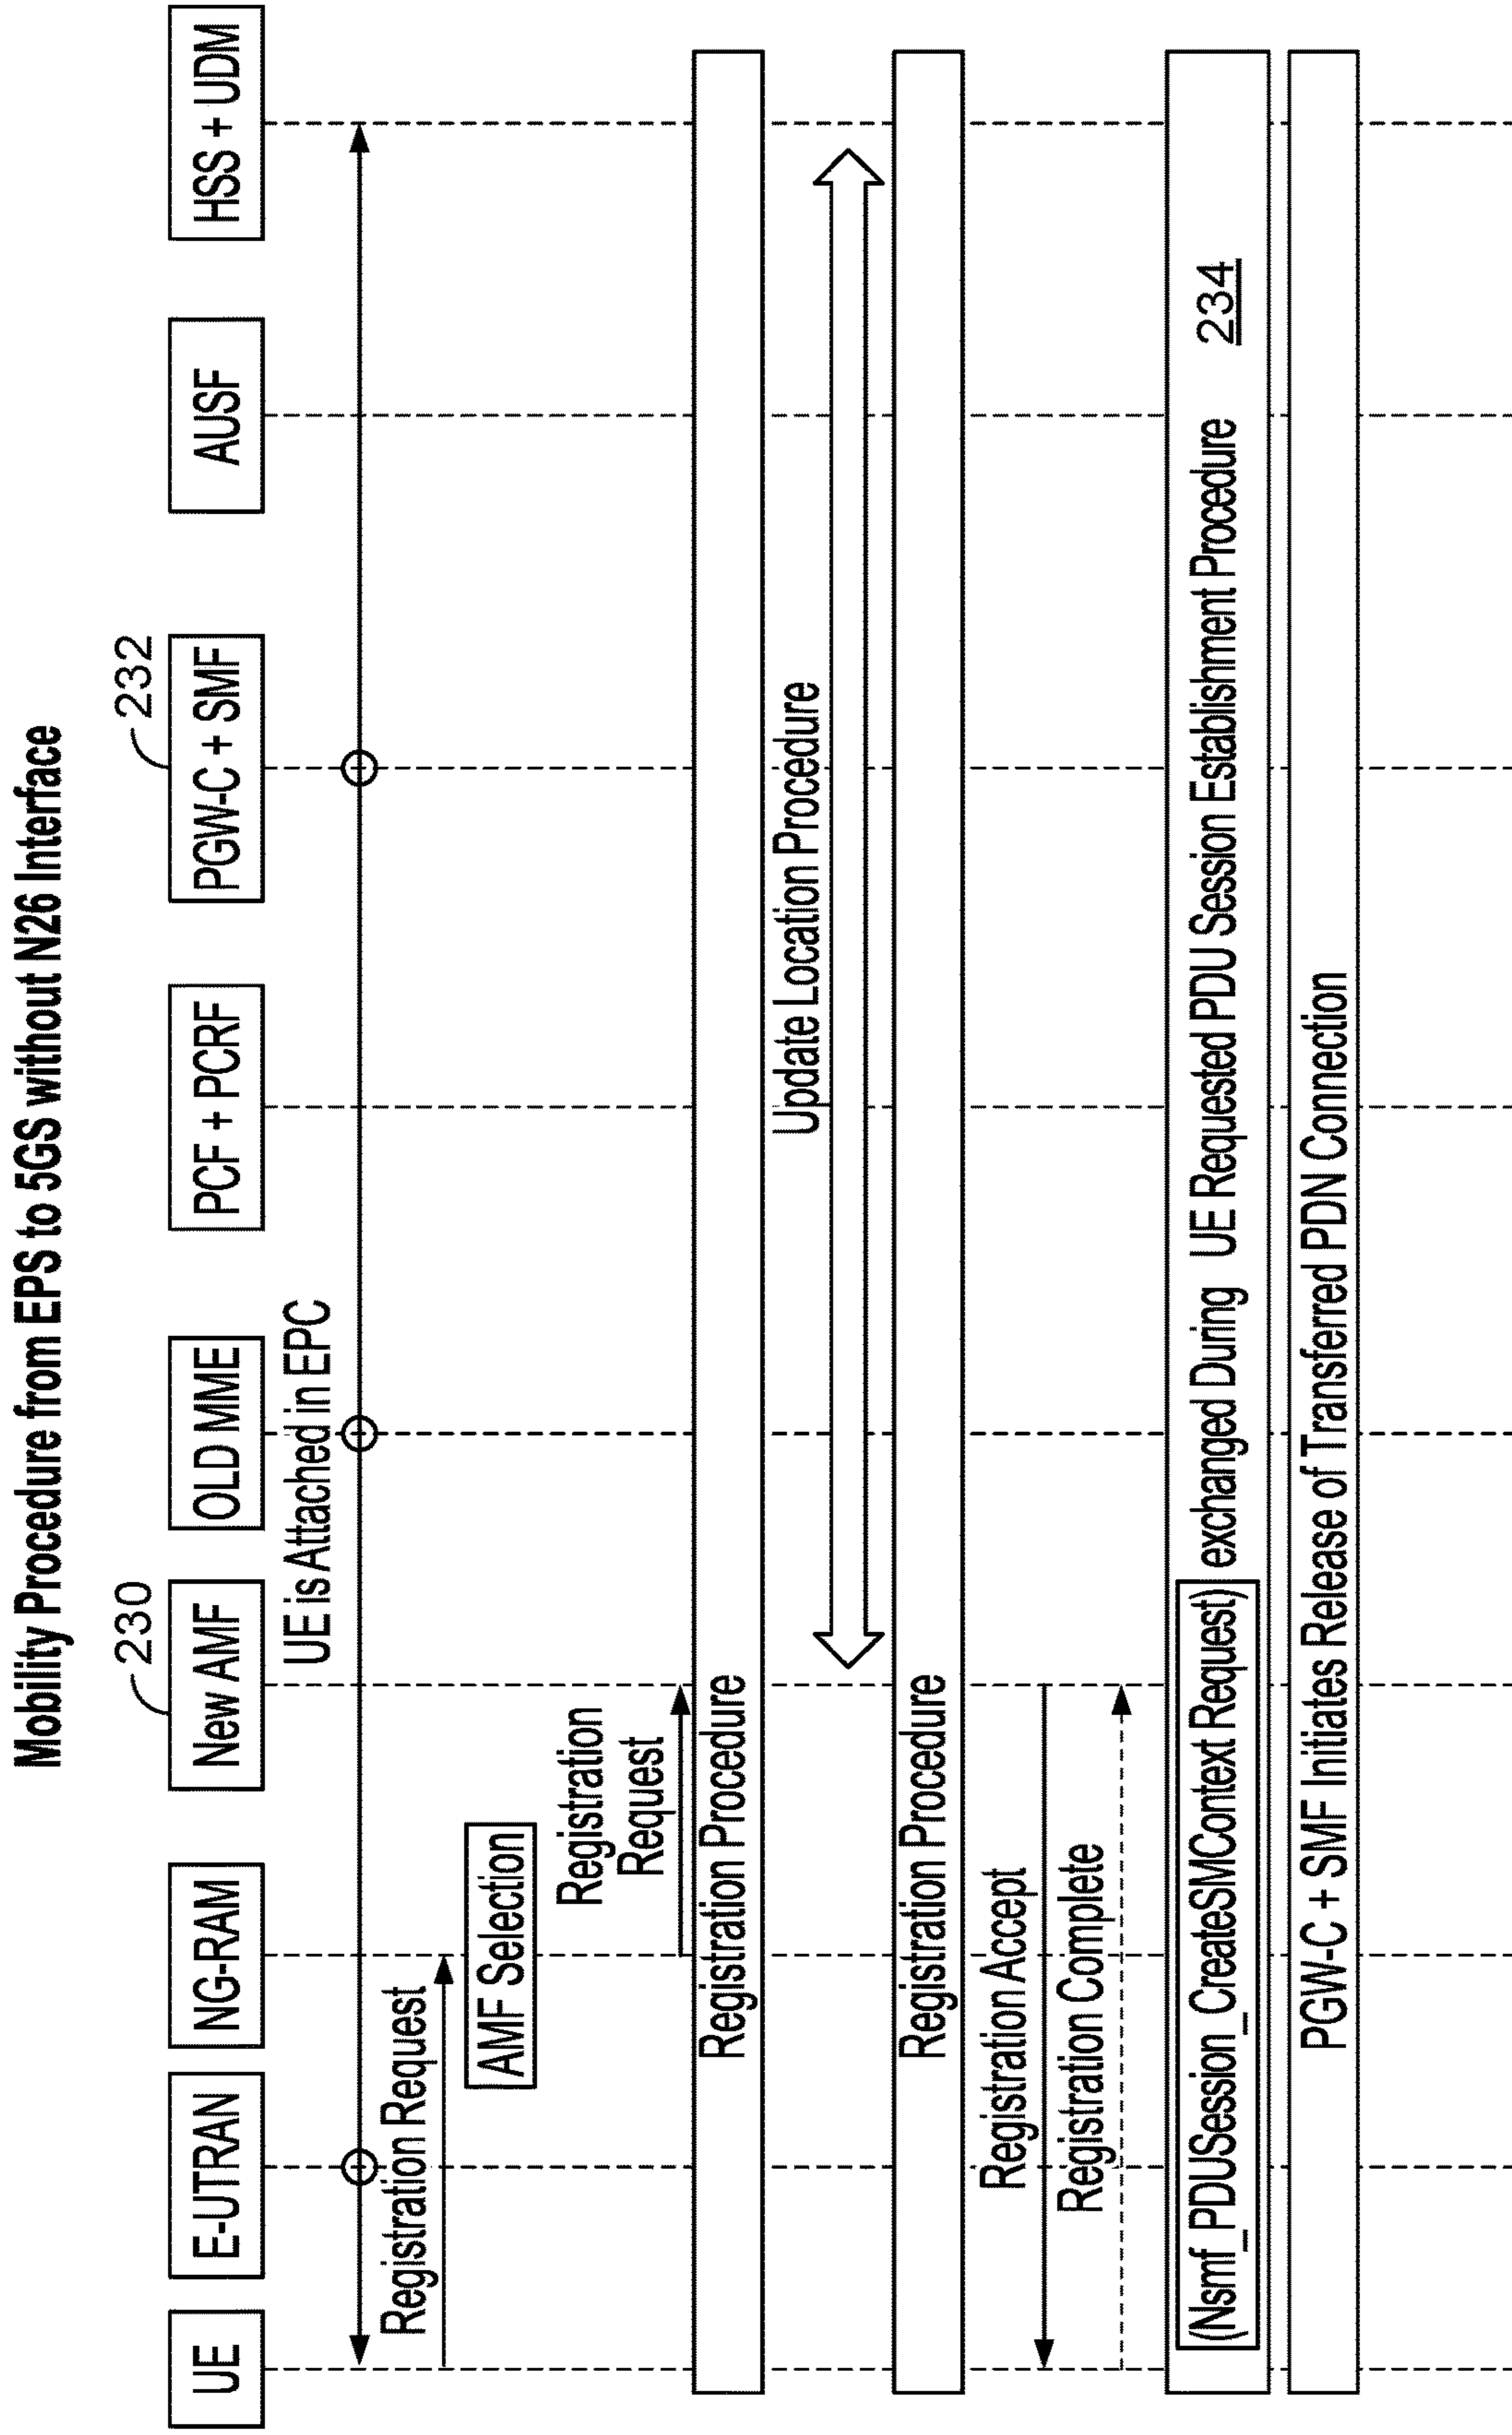 Mobility Procedure from EPS to 5GS without N26 Interface
230
232
UE
E-UTRAN
NG-RAM
New AMF
OLD MME
PCF + PCRF
PGW-C + SMF
AUSF
HSS + UDM
UE is Attached in EPC
Registration Request
AMF Selection
Registration
Request
Registration Procedure
Update Location Procedure
Registration Procedure
Registration Accept
Registration Complete
(Nsmf_PDUSession_CreateSMContext Request) exchanged During UE Requested PDU Session Establishment Procedure 234
PGW-C + SMF Initiates Release of Transferred PDN Connection